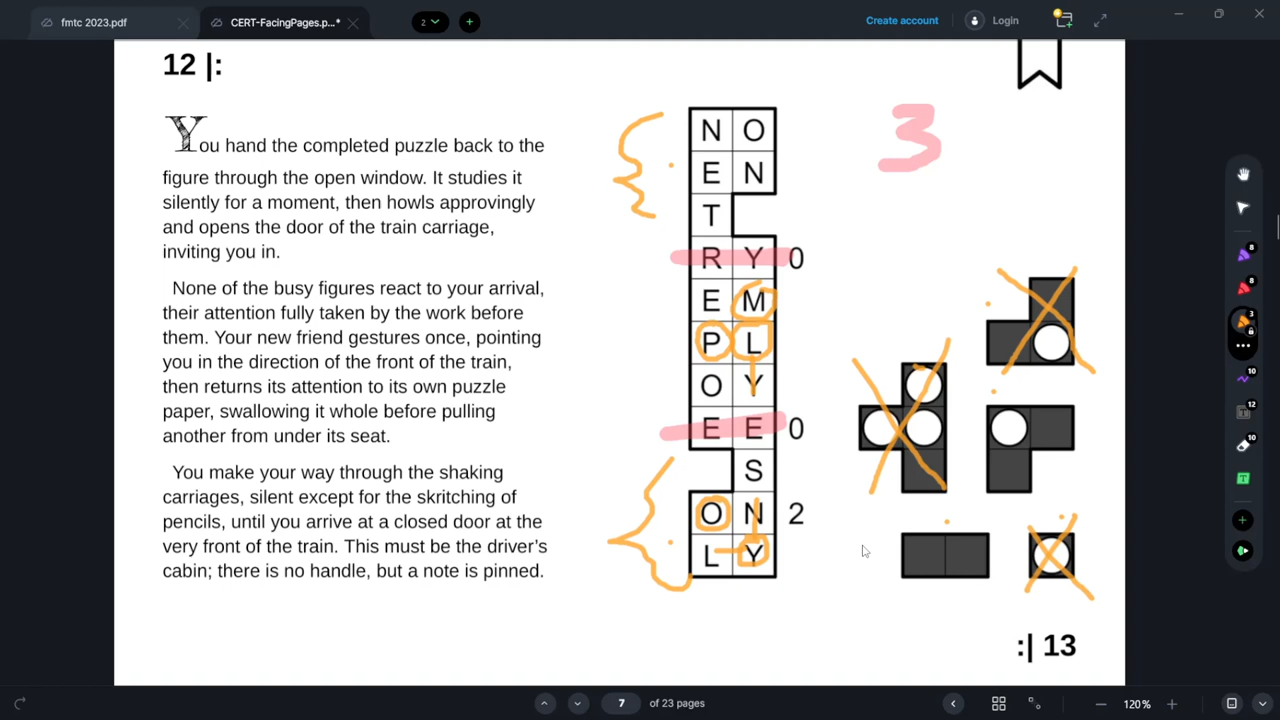 fmtc 2023.pdf
CERT-FacingPages.p...*
2
Create account
Login
12 |:
You hand the completed puzzle back to the
figure through the open window. It studies it
silently for a moment, then howls approvingly
and opens the door of the train carriage,
inviting you in.
None of the busy figures react to your arrival,
their attention fully taken by the work before
them. Your new friend gestures once, pointing
you in the direction of the front of the train,
then returns its attention to its own puzzle
paper, swallowing it whole before pulling
another from under its seat.
You make your way through the shaking
carriages, silent except for the skritching of
pencils, until you arrive at a closed door at the
very front of the train. This must be the driver's
cabin; there is no handle, but a note is pinned.
N O
E N
T
R Y 0
E M
P L
O Y
E E 0
S
O N 2
L Y
3
:| 13
8
8
3
10
12
10
7 of 23 pages
120%